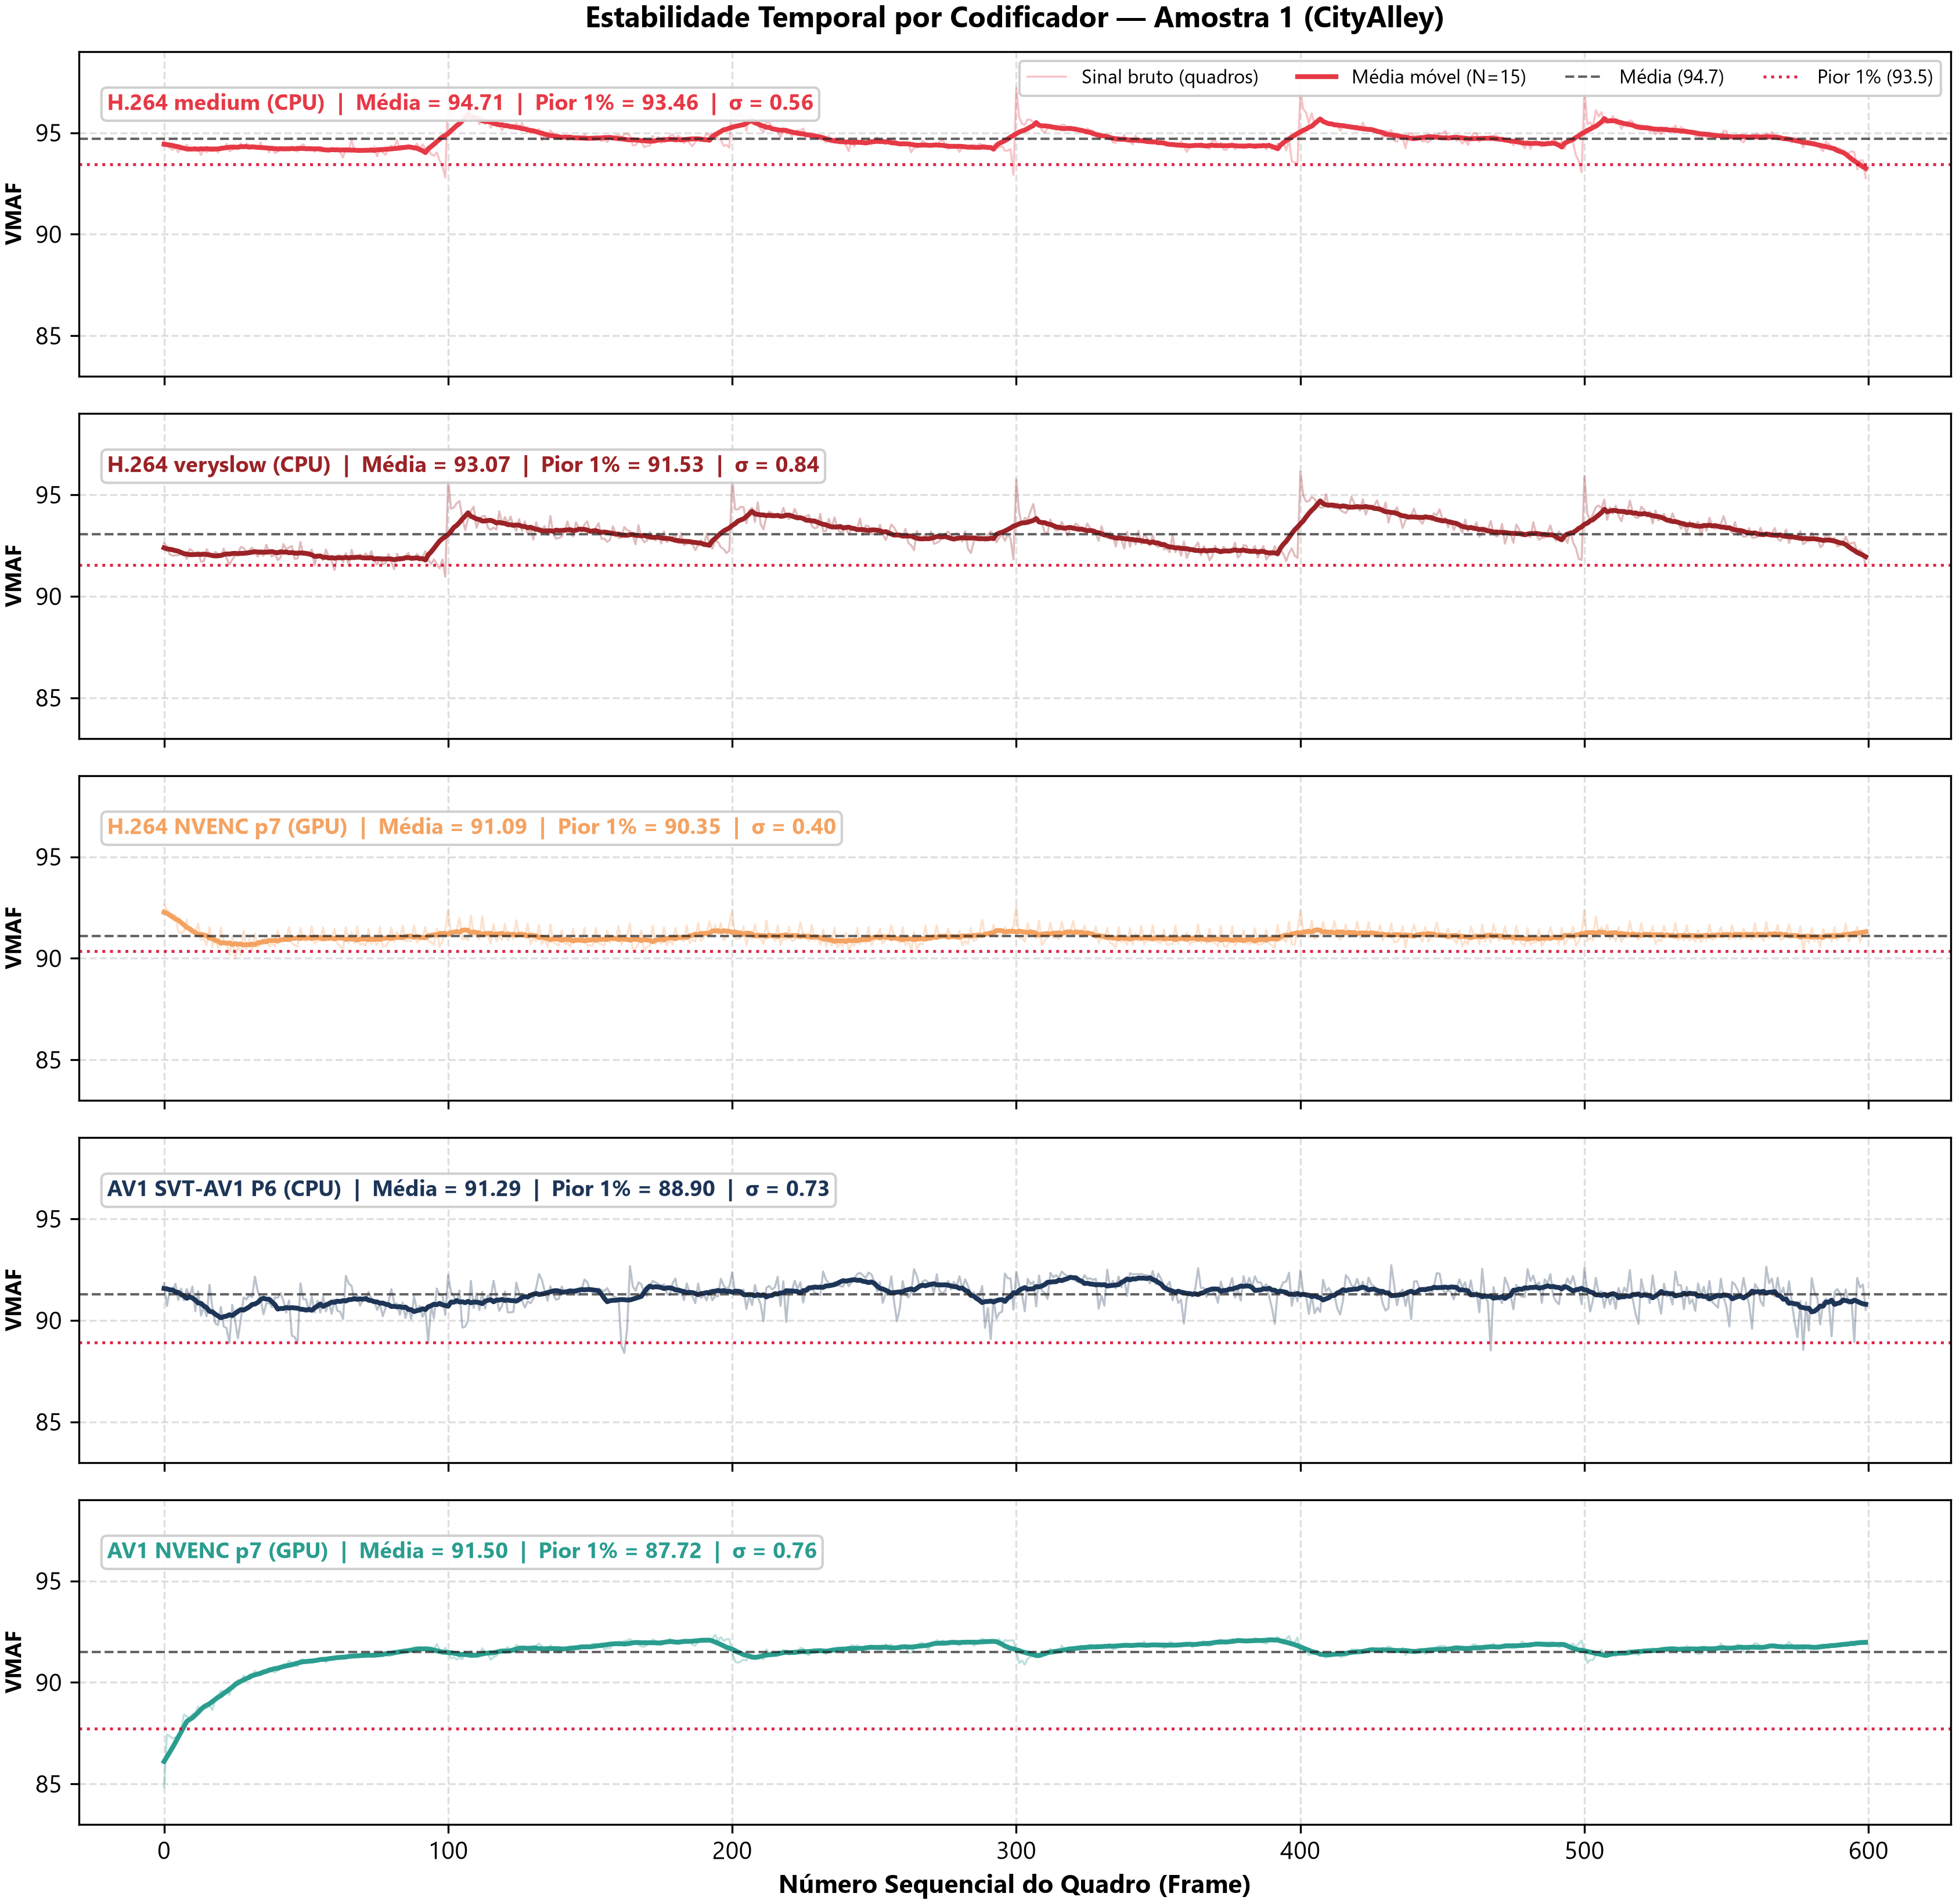 Estabilidade Temporal por Codificador — Amostra 1 (CityAlley)
Sinal bruto (quadros) Média móvel (N=15) Média (94.7) Pior 1% (93.5)
H.264 medium (CPU) | Média = 94.71 | Pior 1% = 93.46 | σ = 0.56
95
90
85
VMAF
H.264 veryslow (CPU) | Média = 93.07 | Pior 1% = 91.53 | σ = 0.84
95
90
85
VMAF
H.264 NVENC p7 (GPU) | Média = 91.09 | Pior 1% = 90.35 | σ = 0.40
95
90
85
VMAF
AV1 SVT-AV1 P6 (CPU) | Média = 91.29 | Pior 1% = 88.90 | σ = 0.73
95
90
85
VMAF
AV1 NVENC p7 (GPU) | Média = 91.50 | Pior 1% = 87.72 | σ = 0.76
95
90
85
VMAF
0 100 200 300 400 500 600
Número Sequencial do Quadro (Frame)